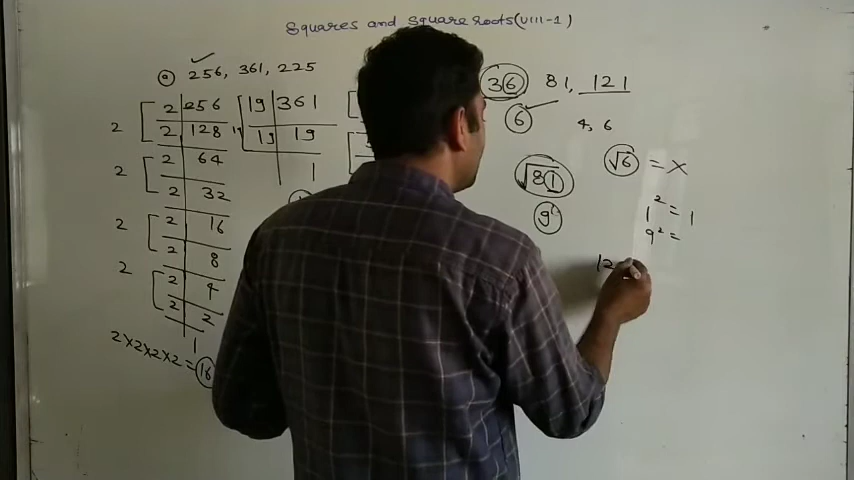 Squares and square roots (VIII-1)
a 256, 361, 225
2 256
2 2 128
2 64
2 2 32
2 16
2 2 8
2 4
2 2 2
1
2×2×2×2=16
19 361
19 19
1
36 81, 121
6
4, 6
√6 = ×
√81
9
1² = 1
9² =
12